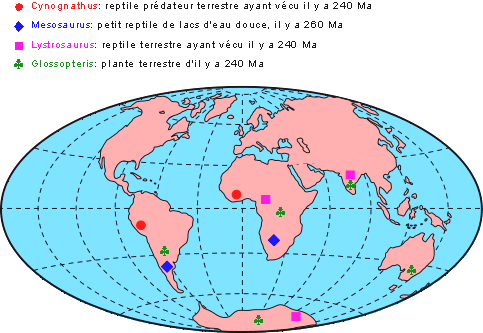 Cynognathus: reptile prédateur terrestre ayant vécu il y a 240 Ma
Mesosaurus: petit reptile de lacs d'eau douce, il y a 260 Ma
Lystrosaurus: reptile terrestre ayant vécu il y a 240 Ma
Glossopteris: plante terrestre d'il y a 240 Ma